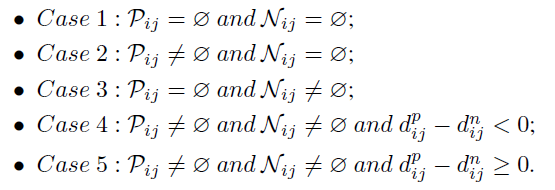 • Case 1 : 𝒫ᵢⱼ = ∅ and 𝒩ᵢⱼ = ∅;
• Case 2 : 𝒫ᵢⱼ ≠ ∅ and 𝒩ᵢⱼ = ∅;
• Case 3 : 𝒫ᵢⱼ = ∅ and 𝒩ᵢⱼ ≠ ∅;
• Case 4 : 𝒫ᵢⱼ ≠ ∅ and 𝒩ᵢⱼ ≠ ∅ and dᵖᵢⱼ − dⁿᵢⱼ < 0;
• Case 5 : 𝒫ᵢⱼ ≠ ∅ and 𝒩ᵢⱼ ≠ ∅ and dᵖᵢⱼ − dⁿᵢⱼ ≥ 0.